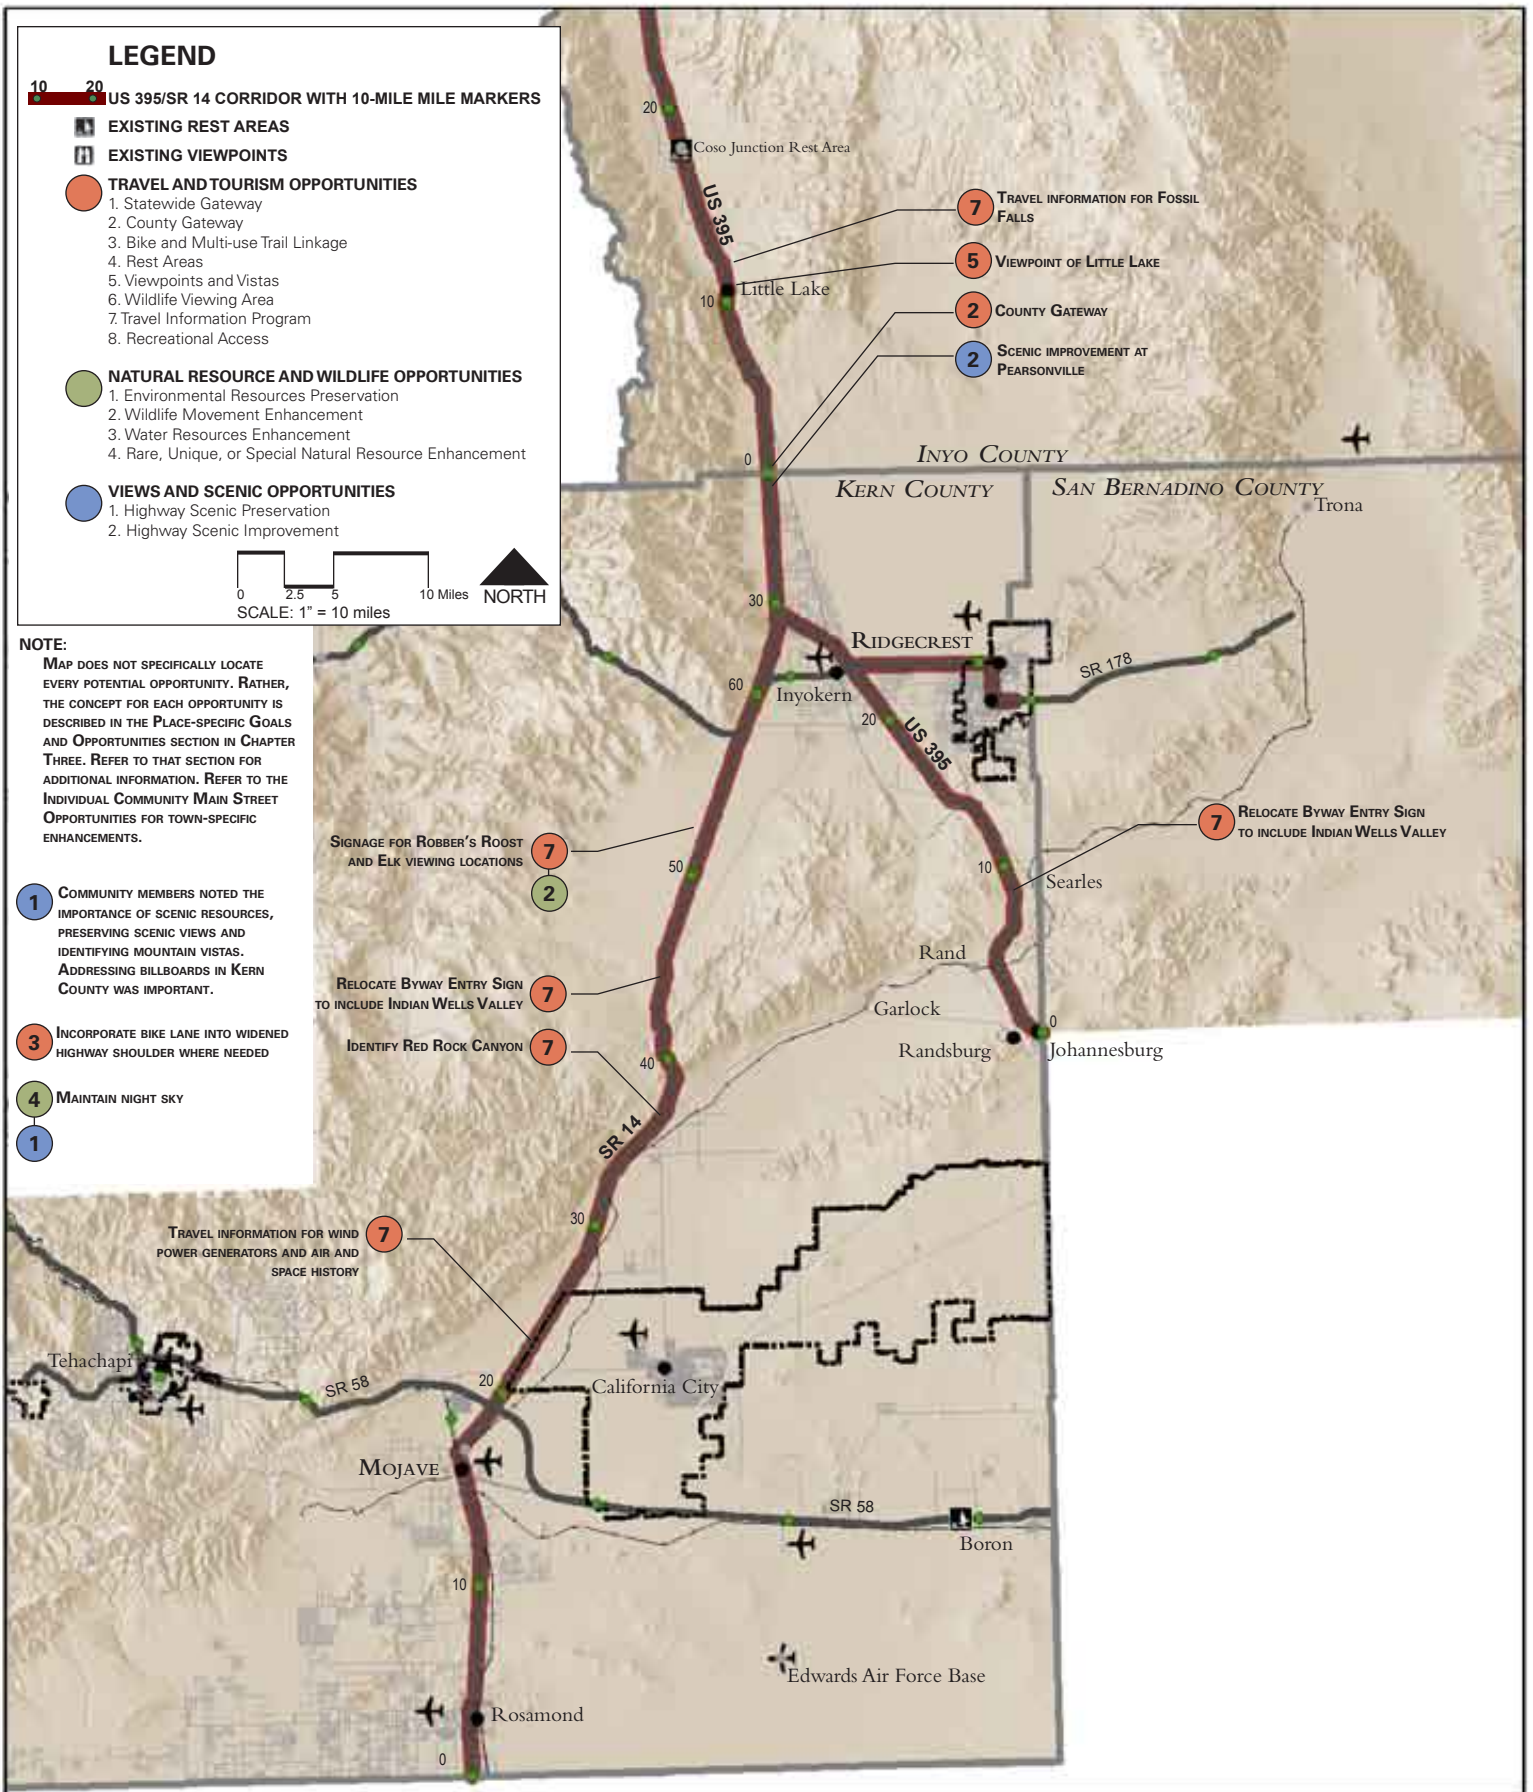 LEGEND
10 20
US 395/SR 14 CORRIDOR WITH 10-MILE MILE MARKERS
EXISTING REST AREAS
EXISTING VIEWPOINTS
TRAVEL AND TOURISM OPPORTUNITIES
1. Statewide Gateway
2. County Gateway
3. Bike and Multi-use Trail Linkage
4. Rest Areas
5. Viewpoints and Vistas
6. Wildlife Viewing Area
7. Travel Information Program
8. Recreational Access
NATURAL RESOURCE AND WILDLIFE OPPORTUNITIES
1. Environmental Resources Preservation
2. Wildlife Movement Enhancement
3. Water Resources Enhancement
4. Rare, Unique, or Special Natural Resource Enhancement
VIEWS AND SCENIC OPPORTUNITIES
1. Highway Scenic Preservation
2. Highway Scenic Improvement
0 2.5 5 10 Miles
SCALE: 1" = 10 miles
NORTH
NOTE:
MAP DOES NOT SPECIFICALLY LOCATE
EVERY POTENTIAL OPPORTUNITY. RATHER,
THE CONCEPT FOR EACH OPPORTUNITY IS
DESCRIBED IN THE PLACE-SPECIFIC GOALS
AND OPPORTUNITIES SECTION IN CHAPTER
THREE. REFER TO THAT SECTION FOR
ADDITIONAL INFORMATION. REFER TO THE
INDIVIDUAL COMMUNITY MAIN STREET
OPPORTUNITIES FOR TOWN-SPECIFIC
ENHANCEMENTS.
1
COMMUNITY MEMBERS NOTED THE
IMPORTANCE OF SCENIC RESOURCES,
PRESERVING SCENIC VIEWS AND
IDENTIFYING MOUNTAIN VISTAS.
ADDRESSING BILLBOARDS IN KERN
COUNTY WAS IMPORTANT.
3
INCORPORATE BIKE LANE INTO WIDENED
HIGHWAY SHOULDER WHERE NEEDED
4
MAINTAIN NIGHT SKY
1
20
Coso Junction Rest Area
US 395
7
TRAVEL INFORMATION FOR FOSSIL
FALLS
5
VIEWPOINT OF LITTLE LAKE
Little Lake
10
2
COUNTY GATEWAY
2
SCENIC IMPROVEMENT AT
PEARSONVILLE
0
INYO COUNTY
KERN COUNTY
SAN BERNADINO COUNTY
Trona
30
RIDGECREST
SR 178
60
Inyokern
20
US 395
7
RELOCATE BYWAY ENTRY SIGN
TO INCLUDE INDIAN WELLS VALLEY
SIGNAGE FOR ROBBER'S ROOST
AND ELK VIEWING LOCATIONS
7
2
50
10
Searles
Rand
RELOCATE BYWAY ENTRY SIGN
TO INCLUDE INDIAN WELLS VALLEY
7
Garlock
0
Randsburg
Johannesburg
IDENTIFY RED ROCK CANYON
7
40
SR 14
30
TRAVEL INFORMATION FOR WIND
POWER GENERATORS AND AIR AND
SPACE HISTORY
7
Tehachapi
SR 58
20
California City
MOJAVE
SR 58
Boron
10
Edwards Air Force Base
Rosamond
0